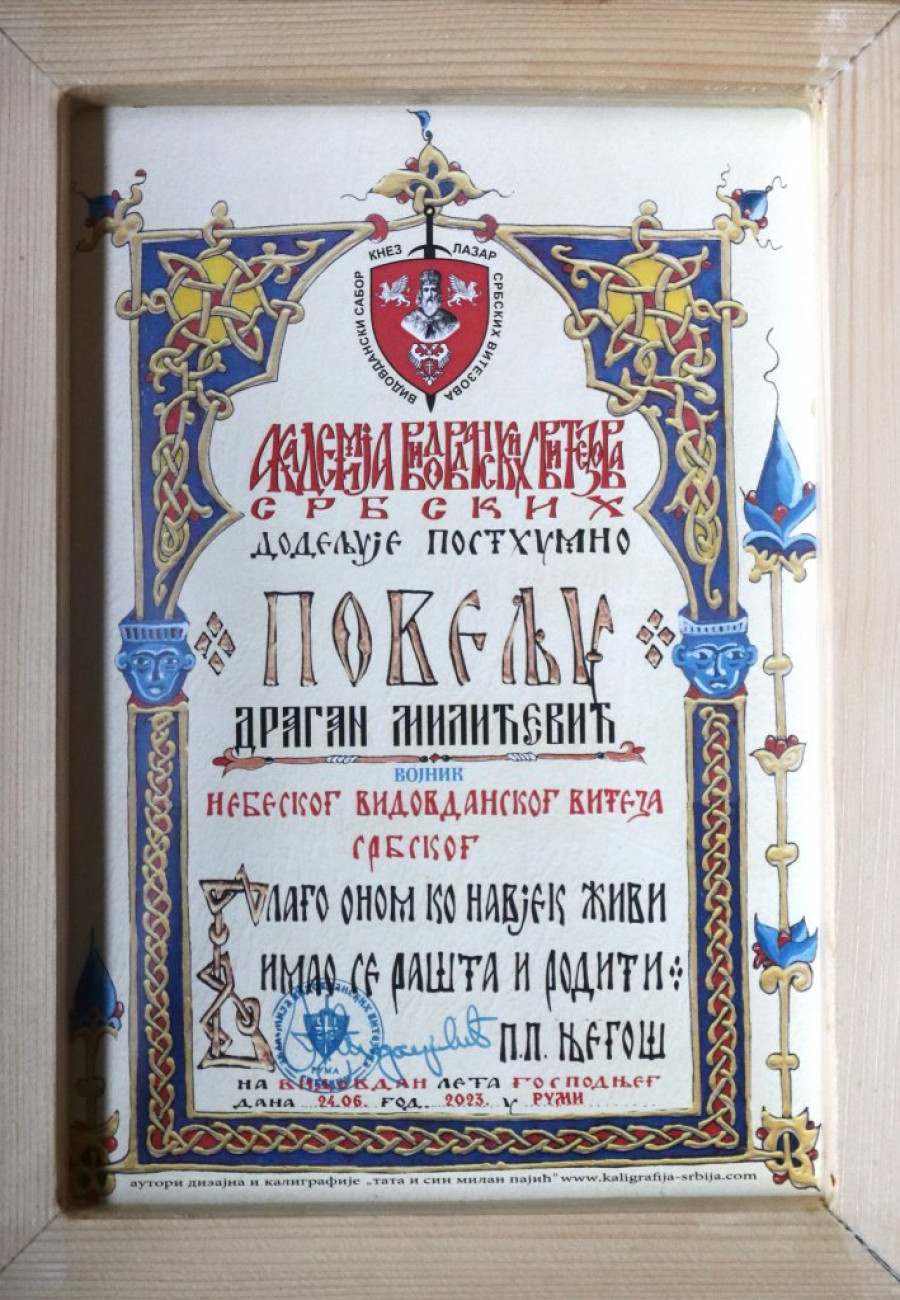 КНЕЗ ЛАЗАР
ВИДОВДАНСКИ САБОР
СРБСКИХ ВИТЕЗОВА
АКАДЕМИЈА ВИДОВДАНСКИХ ВИТЕЗОВА
СРБСКИХ
ДОДЕЉУЈЕ ПОСТХУМНО
ПОВЕЉУ
ДРАГАН МИЛИЋЕВИЋ
ВОЈНИК
НЕБЕСКОГ ВИДОВДАНСКОГ ВИТЕЗА
СРБСКОГ
БЛАГО ОНОМ КО НАВЈЕК ЖИВИ
ИМАО СЕ РАШТА И РОДИТИ
П.П. ЊЕГОШ
РУМА
НА ВИДОВДАН ЛЕТА ГОСПОДЊЕГ
ДАНА 24.06. ГОД. 2023. У РУМИ
аутори дизајна и калиграфије „тата и син милан пајић" www.kaligrafija-srbija.com